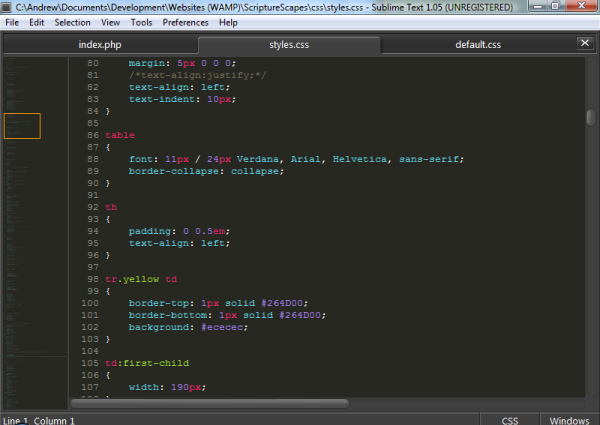 C:\Andrew\Documents\Development\Websites (WAMP)\ScriptureScapes\css\styles.css - Sublime Text 1.05 (UNREGISTERED)
File Edit Selection View Tools Preferences Help
index.php styles.css default.css
80 margin: 5px 0 0 0;
81 /*text-align:justify;*/
82 text-align: left;
83 text-indent: 10px;
84 }
85
86 table
87 {
88 font: 11px / 24px Verdana, Arial, Helvetica, sans-serif;
89 border-collapse: collapse;
90 }
91
92 th
93 {
94 padding: 0 0.5em;
95 text-align: left;
96 }
97
98 tr.yellow td
99 {
100 border-top: 1px solid #264D00;
101 border-bottom: 1px solid #264D00;
102 background: #ececec;
103 }
104
105 td:first-child
106 {
107 width: 190px;
Line 1 Column 1 CSS Windows